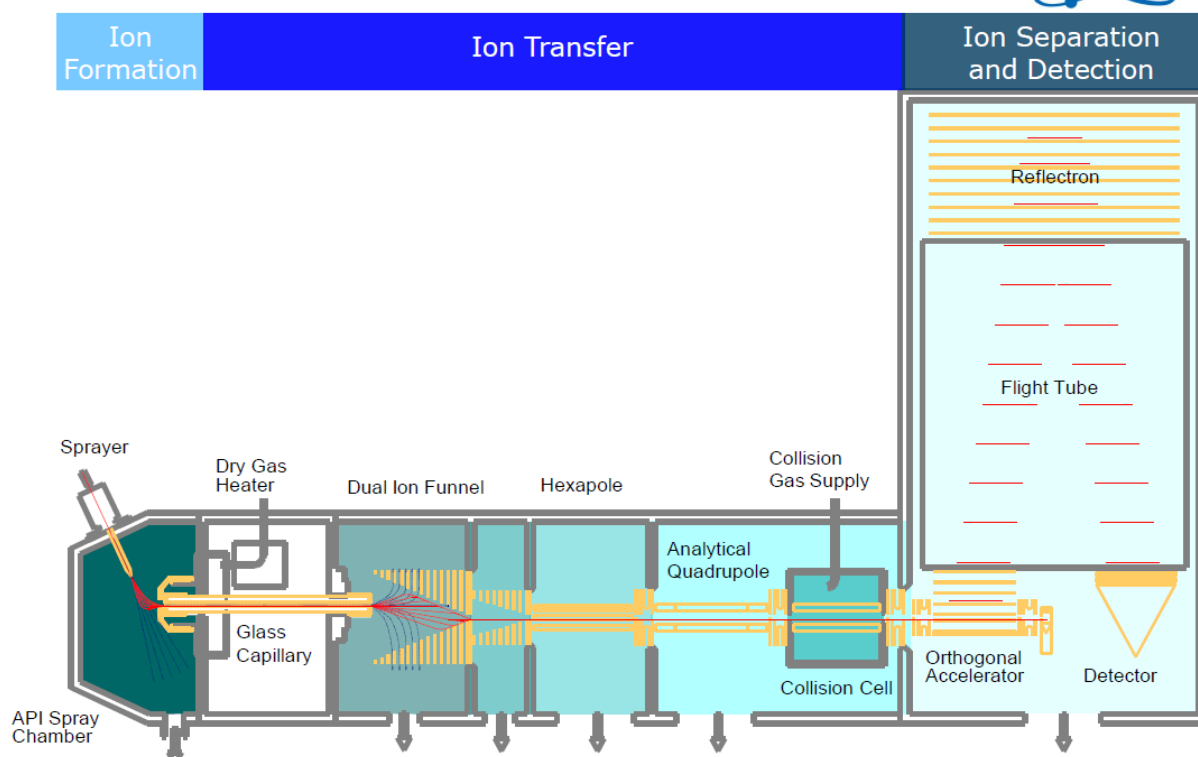 Ion
Formation
Ion Transfer
Ion Separation
and Detection
Reflectron
Flight Tube
Sprayer
Dry Gas
Heater
Dual Ion Funnel
Hexapole
Collision
Gas Supply
Analytical
Quadrupole
Glass
Capillary
Orthogonal
Accelerator
Detector
Collision Cell
API Spray
Chamber